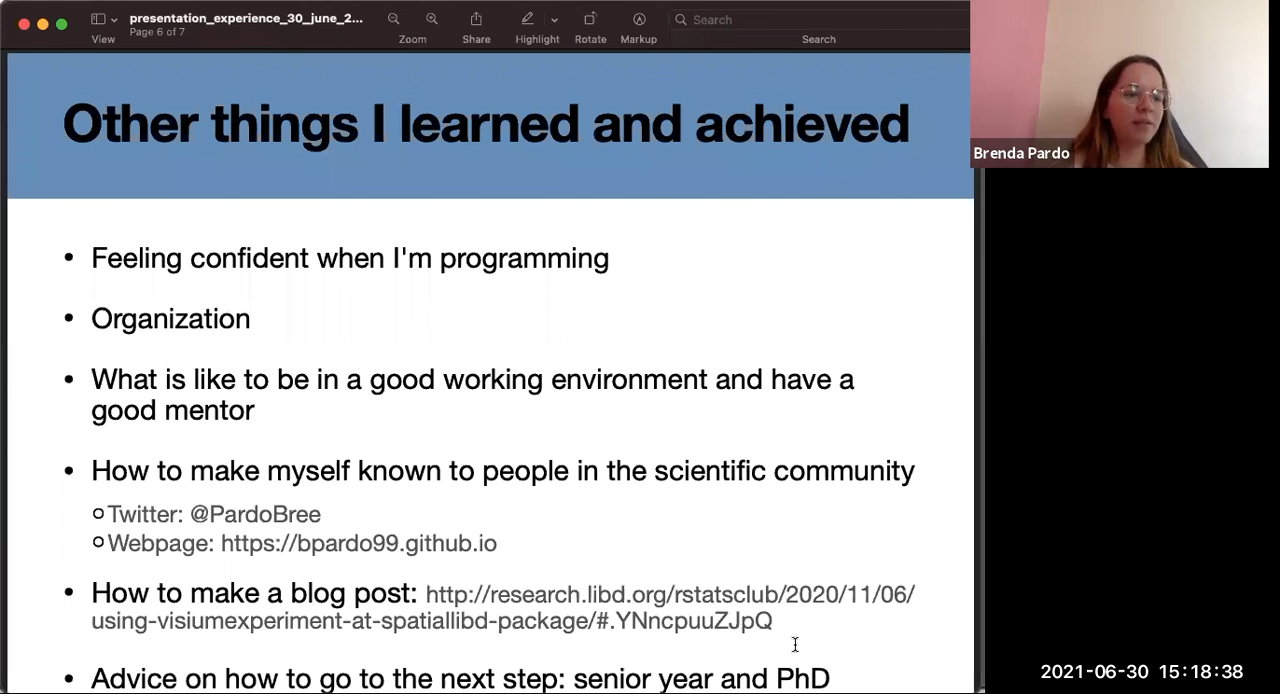 presentation_experience_30_june_2...
Page 6 of 7
View
Zoom
Share
Highlight
Rotate
Markup
Search
Search
Brenda Pardo
Other things I learned and achieved
• Feeling confident when I'm programming
• Organization
• What is like to be in a good working environment and have a
good mentor
• How to make myself known to people in the scientific community
Twitter: @PardoBree
Webpage: https://bpardo99.github.io
• How to make a blog post: http://research.libd.org/rstatsclub/2020/11/06/
using-visiumexperiment-at-spatiallibd-package/#.YNncpuuZJpQ
• Advice on how to go to the next step: senior year and PhD
2021-06-30 15:18:38